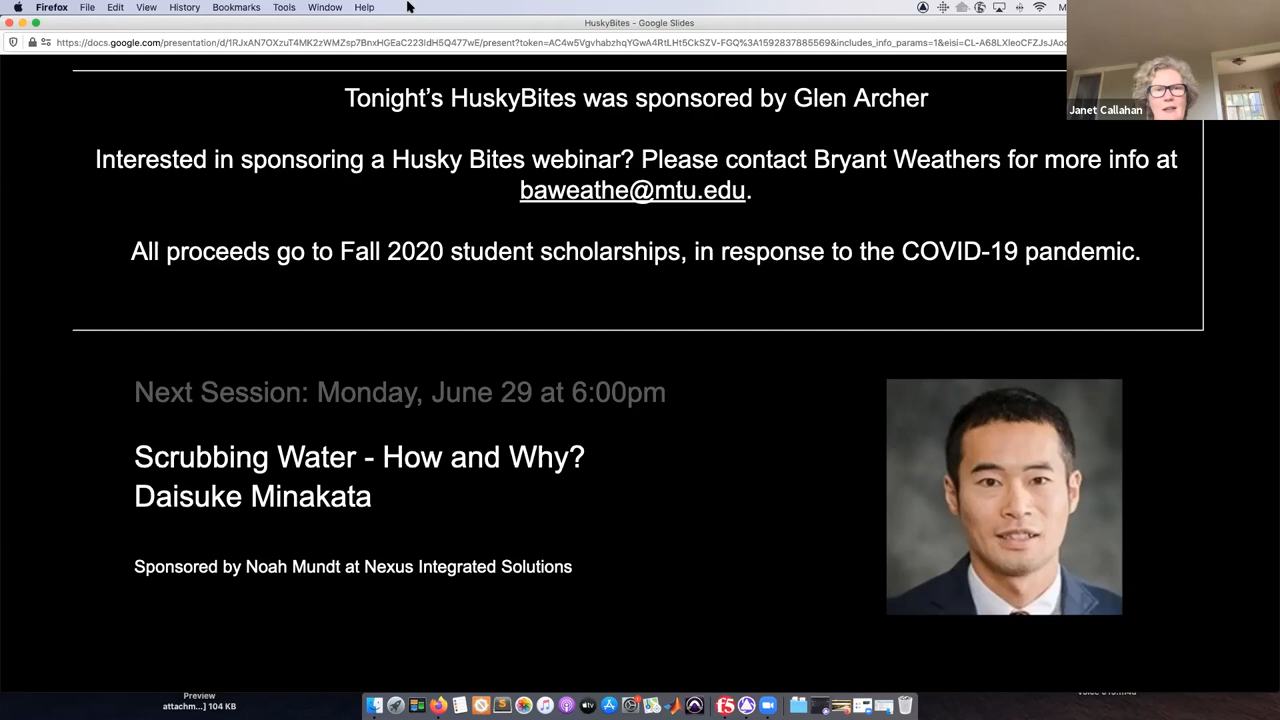 Firefox File Edit View History Bookmarks Tools Window Help
HuskyBites - Google Slides
Janet Callahan
Tonight's HuskyBites was sponsored by Glen Archer
Interested in sponsoring a Husky Bites webinar? Please contact Bryant Weathers for more info at
baweathe@mtu.edu.
All proceeds go to Fall 2020 student scholarships, in response to the COVID-19 pandemic.
Next Session: Monday, June 29 at 6:00pm
Scrubbing Water - How and Why?
Daisuke Minakata
Sponsored by Noah Mundt at Nexus Integrated Solutions
Preview
attachm...] 104 KB